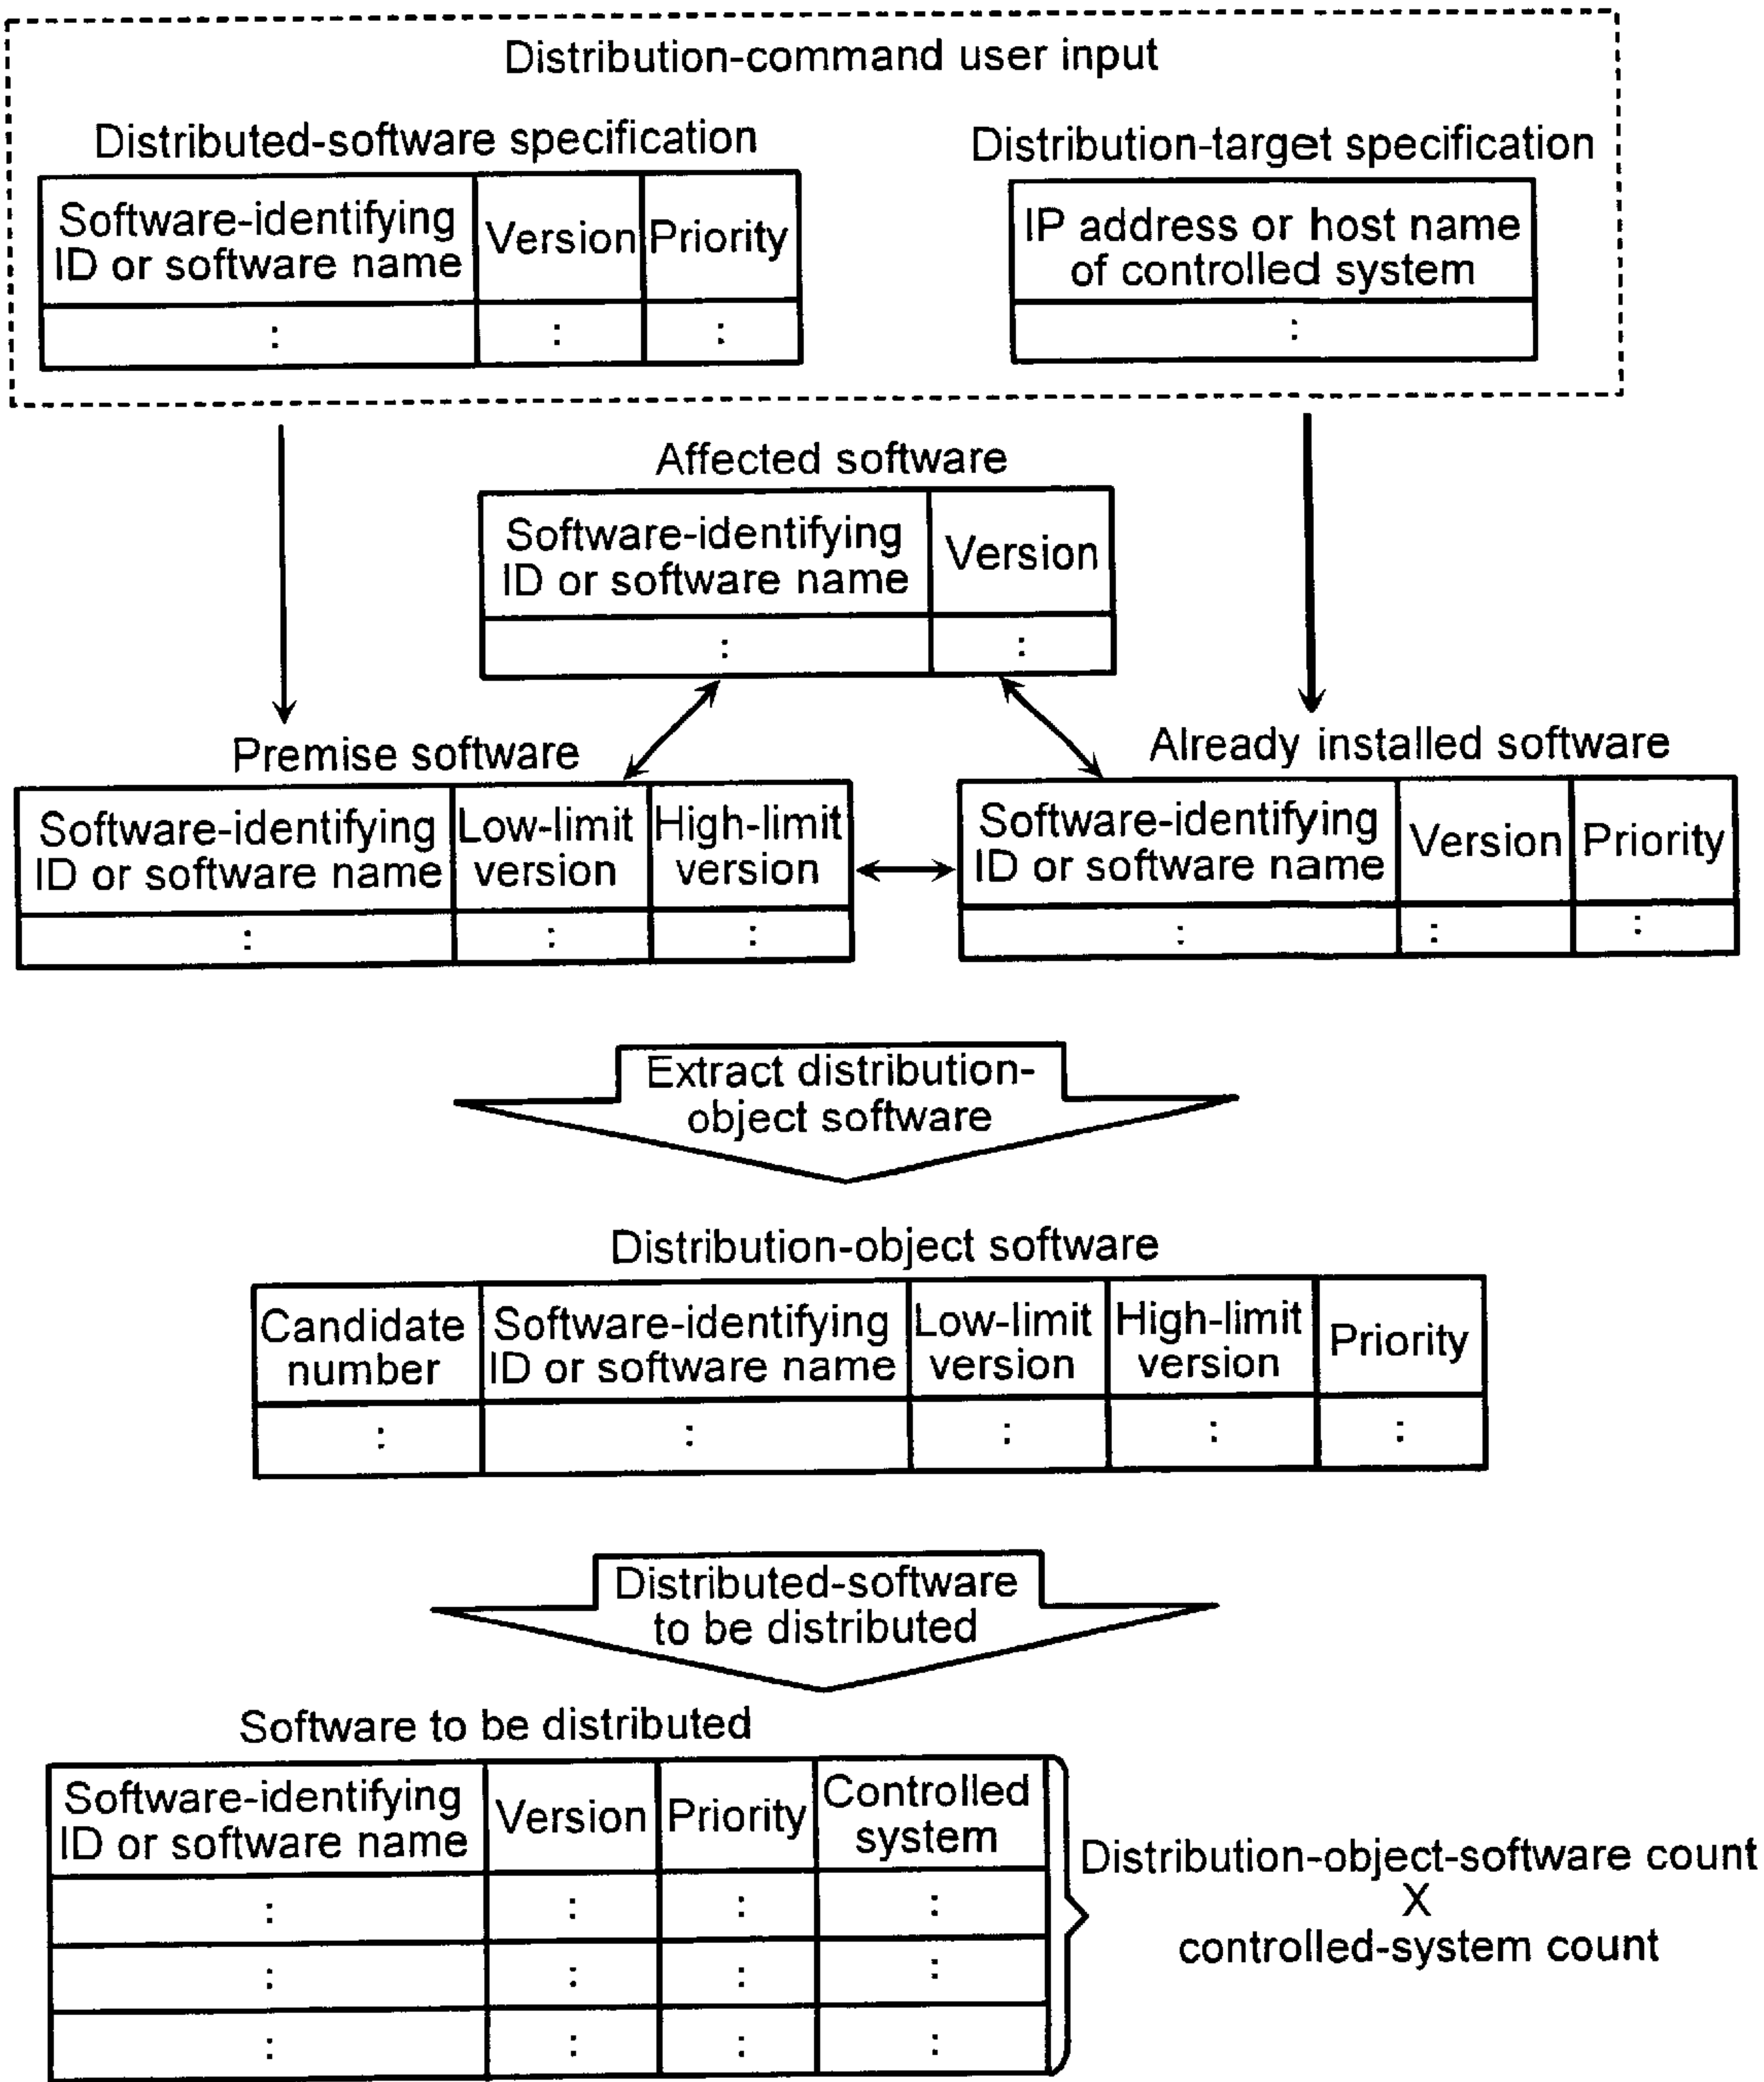 Distribution-command user input
Distributed-software specification
Software-identifying
ID or software name
Version
Priority
:
:
:
Distribution-target specification
IP address or host name
of controlled system
:
Affected software
Software-identifying
ID or software name
Version
:
:
Premise software
Software-identifying
ID or software name
Low-limit
version
High-limit
version
:
:
:
Already installed software
Software-identifying
ID or software name
Version
Priority
:
:
:
Extract distribution-
object software
Distribution-object software
Candidate
number
Software-identifying
ID or software name
Low-limit
version
High-limit
version
Priority
:
:
:
:
:
Distributed-software
to be distributed
Software to be distributed
Software-identifying
ID or software name
Version
Priority
Controlled
system
:
:
:
:
:
:
:
:
:
:
:
:
Distribution-object-software count
X
controlled-system count